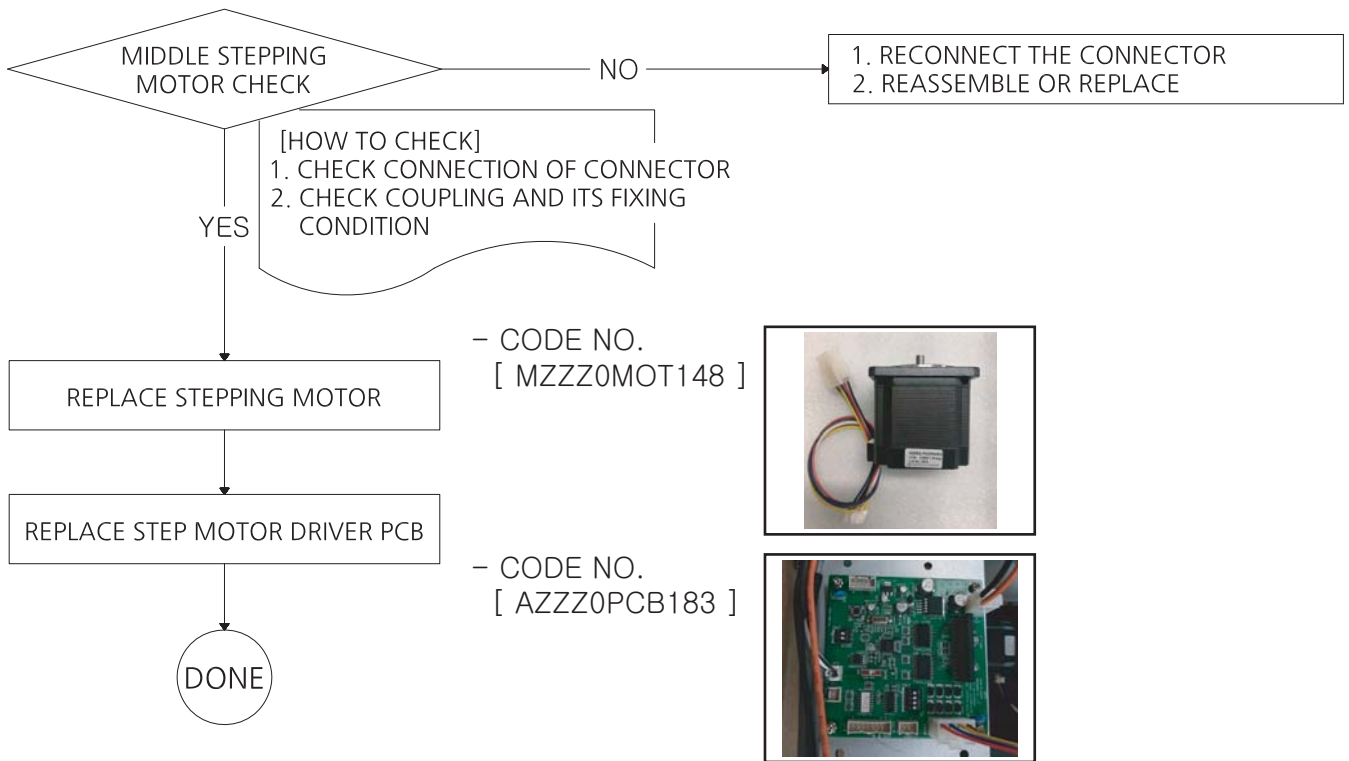 MIDDLE STEPPING
MOTOR CHECK
NO
1. RECONNECT THE CONNECTOR
2. REASSEMBLE OR REPLACE
[HOW TO CHECK]
1. CHECK CONNECTION OF CONNECTOR
2. CHECK COUPLING AND ITS FIXING
CONDITION
YES
- CODE NO.
[ MZZZ0MOT148 ]
REPLACE STEPPING MOTOR
REPLACE STEP MOTOR DRIVER PCB
- CODE NO.
[ AZZZ0PCB183 ]
DONE